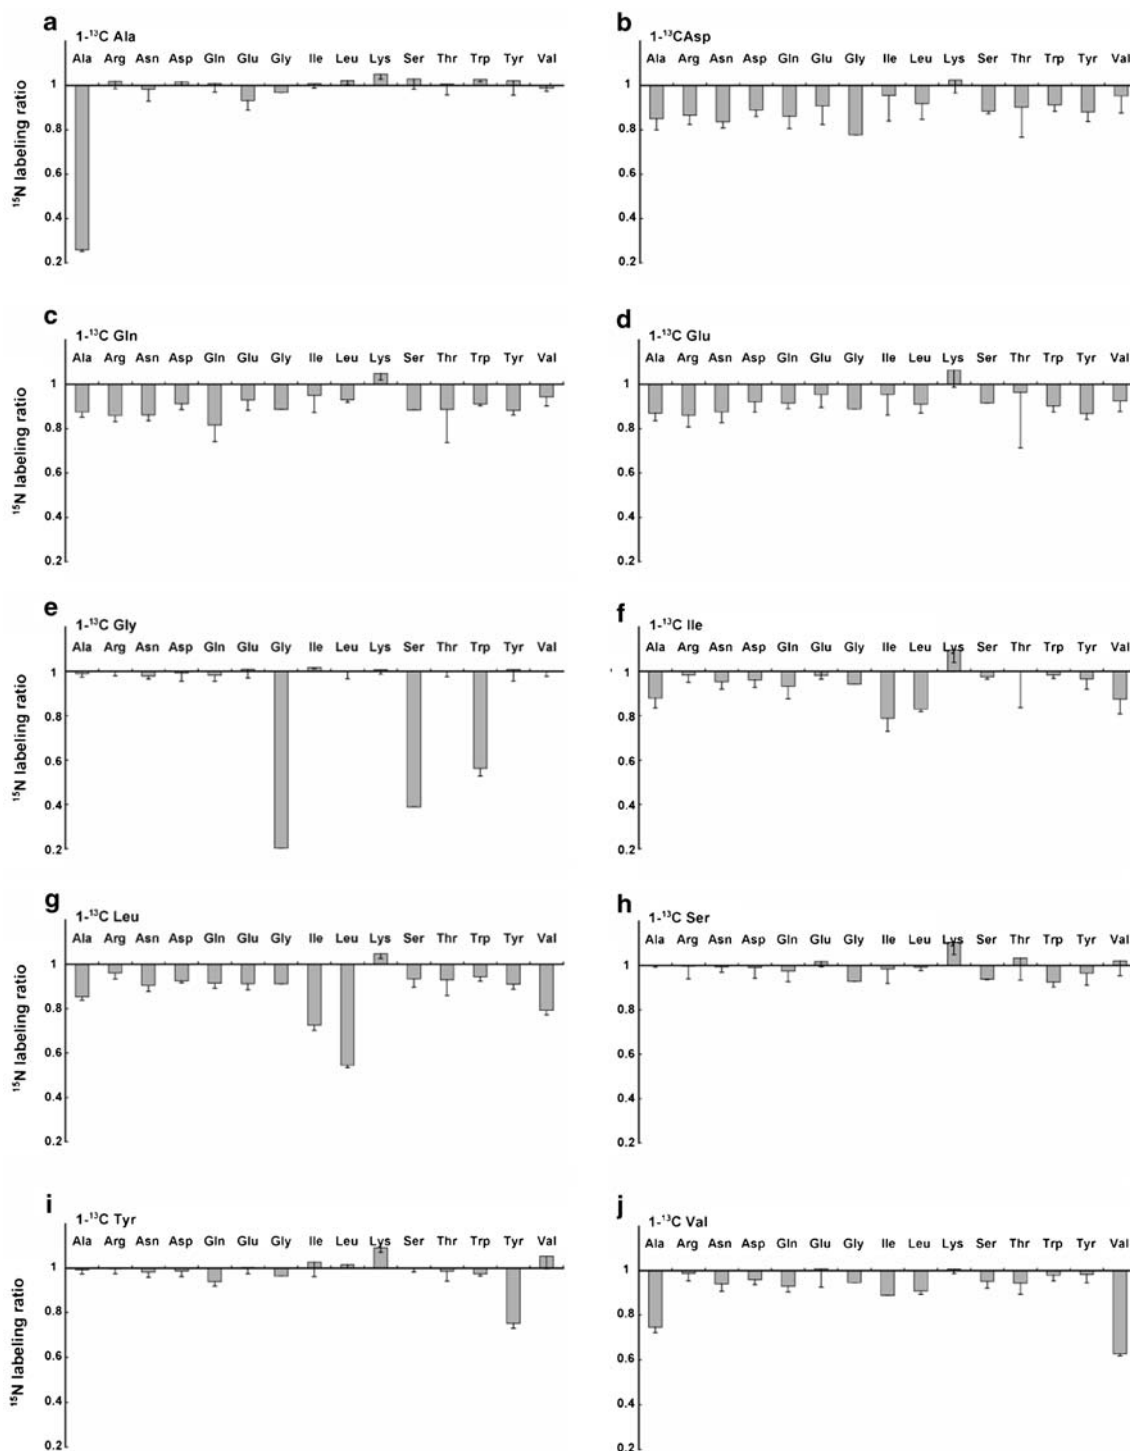 a
1-¹³C Ala
Ala Arg Asn Asp Gln Glu Gly Ile Leu Lys Ser Thr Trp Tyr Val
1
0.8
0.6
0.4
0.2
¹⁵N labeling ratio
b
1-¹³CAsp
Ala Arg Asn Asp Gln Glu Gly Ile Leu Lys Ser Thr Trp Tyr Val
1
0.8
0.6
0.4
0.2
c
1-¹³C Gln
Ala Arg Asn Asp Gln Glu Gly Ile Leu Lys Ser Thr Trp Tyr Val
1
0.8
0.6
0.4
0.2
¹⁵N labeling ratio
d
1-¹³C Glu
Ala Arg Asn Asp Gln Glu Gly Ile Leu Lys Ser Thr Trp Tyr Val
1
0.8
0.6
0.4
0.2
e
1-¹³C Gly
Ala Arg Asn Asp Gln Glu Gly Ile Leu Lys Ser Thr Trp Tyr Val
1
0.8
0.6
0.4
0.2
¹⁵N labeling ratio
f
1-¹³C Ile
Ala Arg Asn Asp Gln Glu Gly Ile Leu Lys Ser Thr Trp Tyr Val
1
0.8
0.6
0.4
0.2
g
1-¹³C Leu
Ala Arg Asn Asp Gln Glu Gly Ile Leu Lys Ser Thr Trp Tyr Val
1
0.8
0.6
0.4
0.2
¹⁵N labeling ratio
h
1-¹³C Ser
Ala Arg Asn Asp Gln Glu Gly Ile Leu Lys Ser Thr Trp Tyr Val
1
0.8
0.6
0.4
0.2
i
1-¹³C Tyr
Ala Arg Asn Asp Gln Glu Gly Ile Leu Lys Ser Thr Trp Tyr Val
1
0.8
0.6
0.4
0.2
¹⁵N labeling ratio
j
1-¹³C Val
Ala Arg Asn Asp Gln Glu Gly Ile Leu Lys Ser Thr Trp Tyr Val
1
0.8
0.6
0.4
0.2